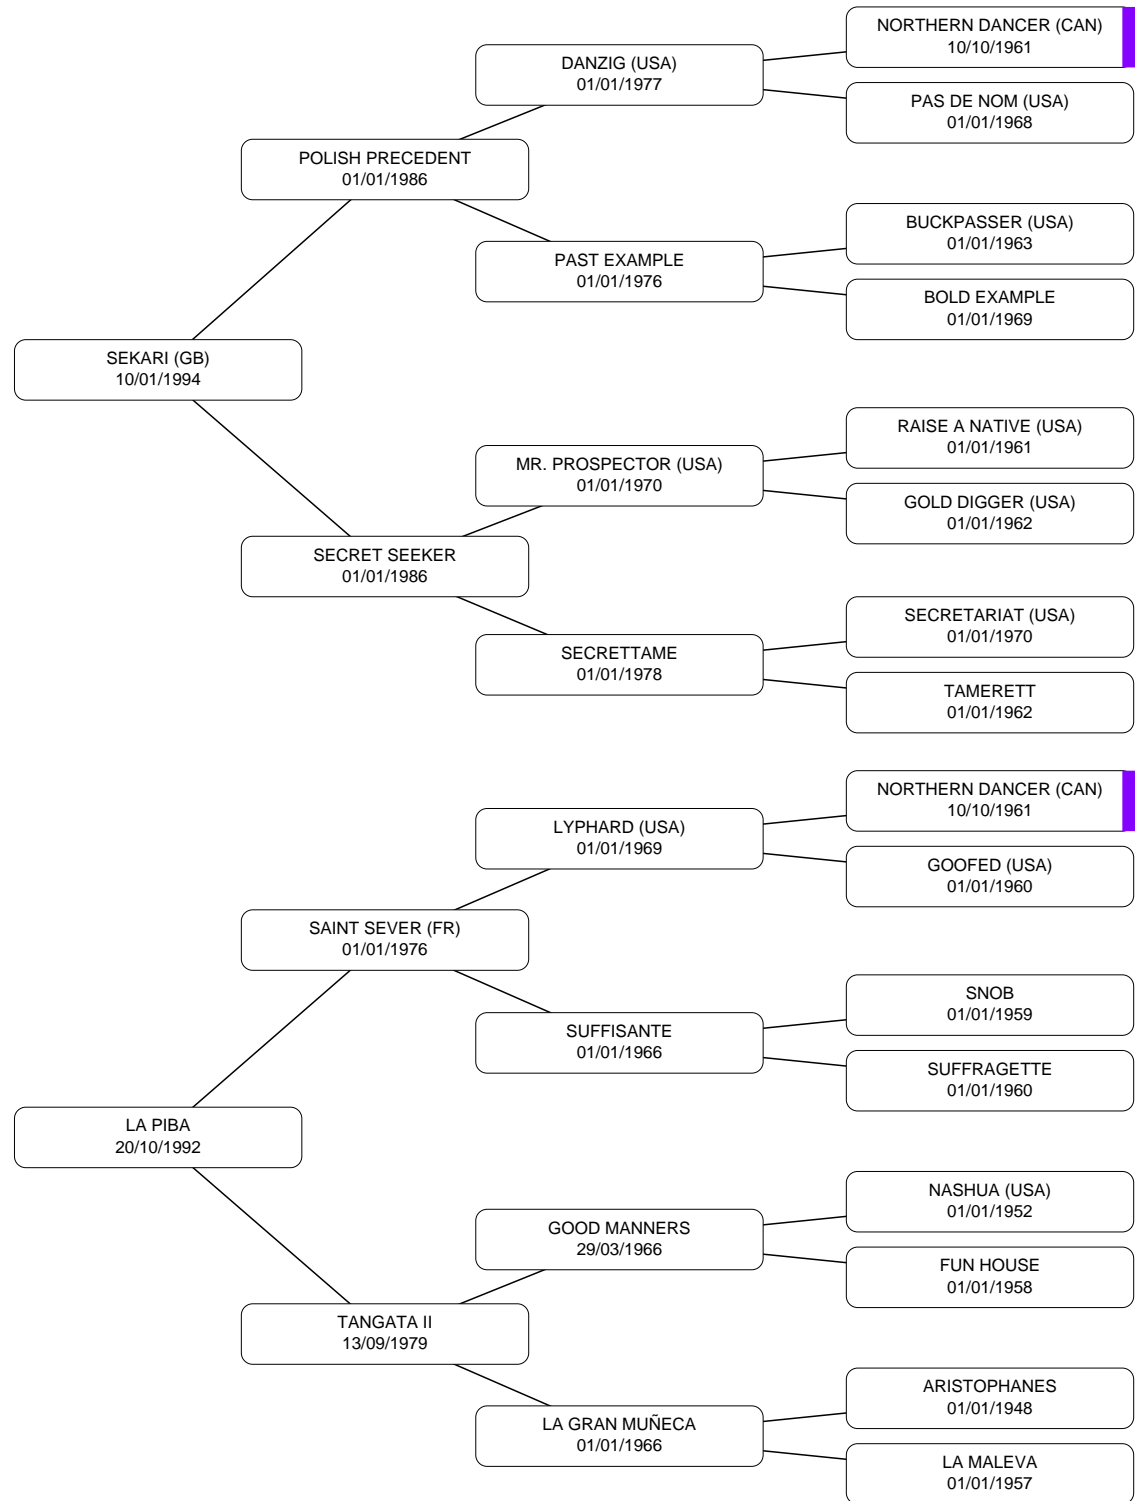 NORTHERN DANCER (CAN)
10/10/1961
DANZIG (USA)
01/01/1977
PAS DE NOM (USA)
01/01/1968
POLISH PRECEDENT
01/01/1986
BUCKPASSER (USA)
01/01/1963
PAST EXAMPLE
01/01/1976
BOLD EXAMPLE
01/01/1969
SEKARI (GB)
10/01/1994
RAISE A NATIVE (USA)
01/01/1961
MR. PROSPECTOR (USA)
01/01/1970
GOLD DIGGER (USA)
01/01/1962
SECRET SEEKER
01/01/1986
SECRETARIAT (USA)
01/01/1970
SECRETTAME
01/01/1978
TAMERETT
01/01/1962
NORTHERN DANCER (CAN)
10/10/1961
LYPHARD (USA)
01/01/1969
GOOFED (USA)
01/01/1960
SAINT SEVER (FR)
01/01/1976
SNOB
01/01/1959
SUFFISANTE
01/01/1966
SUFFRAGETTE
01/01/1960
LA PIBA
20/10/1992
NASHUA (USA)
01/01/1952
GOOD MANNERS
29/03/1966
FUN HOUSE
01/01/1958
TANGATA II
13/09/1979
ARISTOPHANES
01/01/1948
LA GRAN MUÑECA
01/01/1966
LA MALEVA
01/01/1957